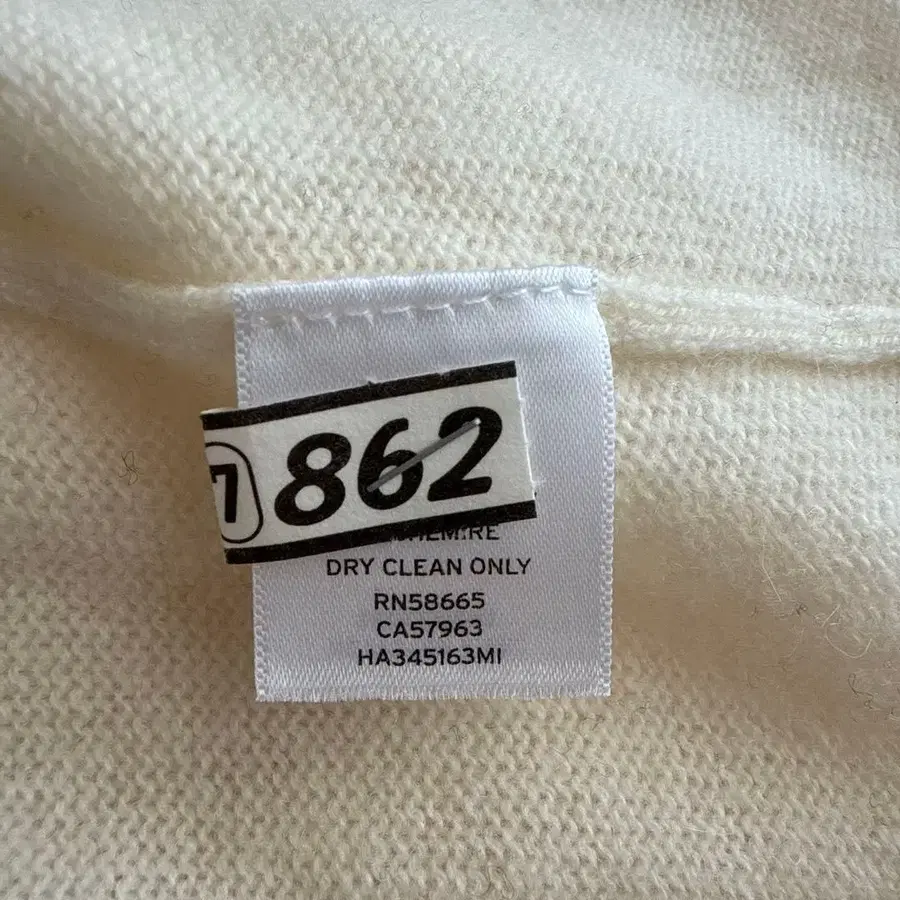 7 862
DRY CLEAN ONLY
RN58665
CA57963
HA345163MI